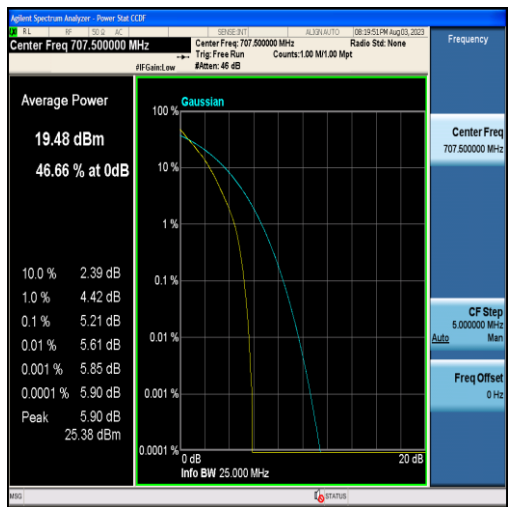 Agilent Spectrum Analyzer - Power Stat CCDF
RL RF 50 Ω AC SENSE:INT ALIGN AUTO 08:19:51 PM Aug 03, 2023
Center Freq 707.500000 MHz
Center Freq: 707.500000 MHz Radio Std: None
Trig: Free Run Counts:1.00 M/1.00 Mpt
#IFGain:Low #Atten: 46 dB
Frequency
Average Power
19.48 dBm
46.66 % at 0dB
10.0 % 2.39 dB
1.0 % 4.42 dB
0.1 % 5.21 dB
0.01 % 5.61 dB
0.001 % 5.85 dB
0.0001 % 5.90 dB
Peak 5.90 dB
25.38 dBm
Gaussian
100 %
10 %
1 %
0.1 %
0.01 %
0.001 %
0.0001 %
0 dB 20 dB
Info BW 25.000 MHz
Center Freq
707.500000 MHz
CF Step
5.000000 MHz
Auto Man
Freq Offset
0 Hz
MSG STATUS